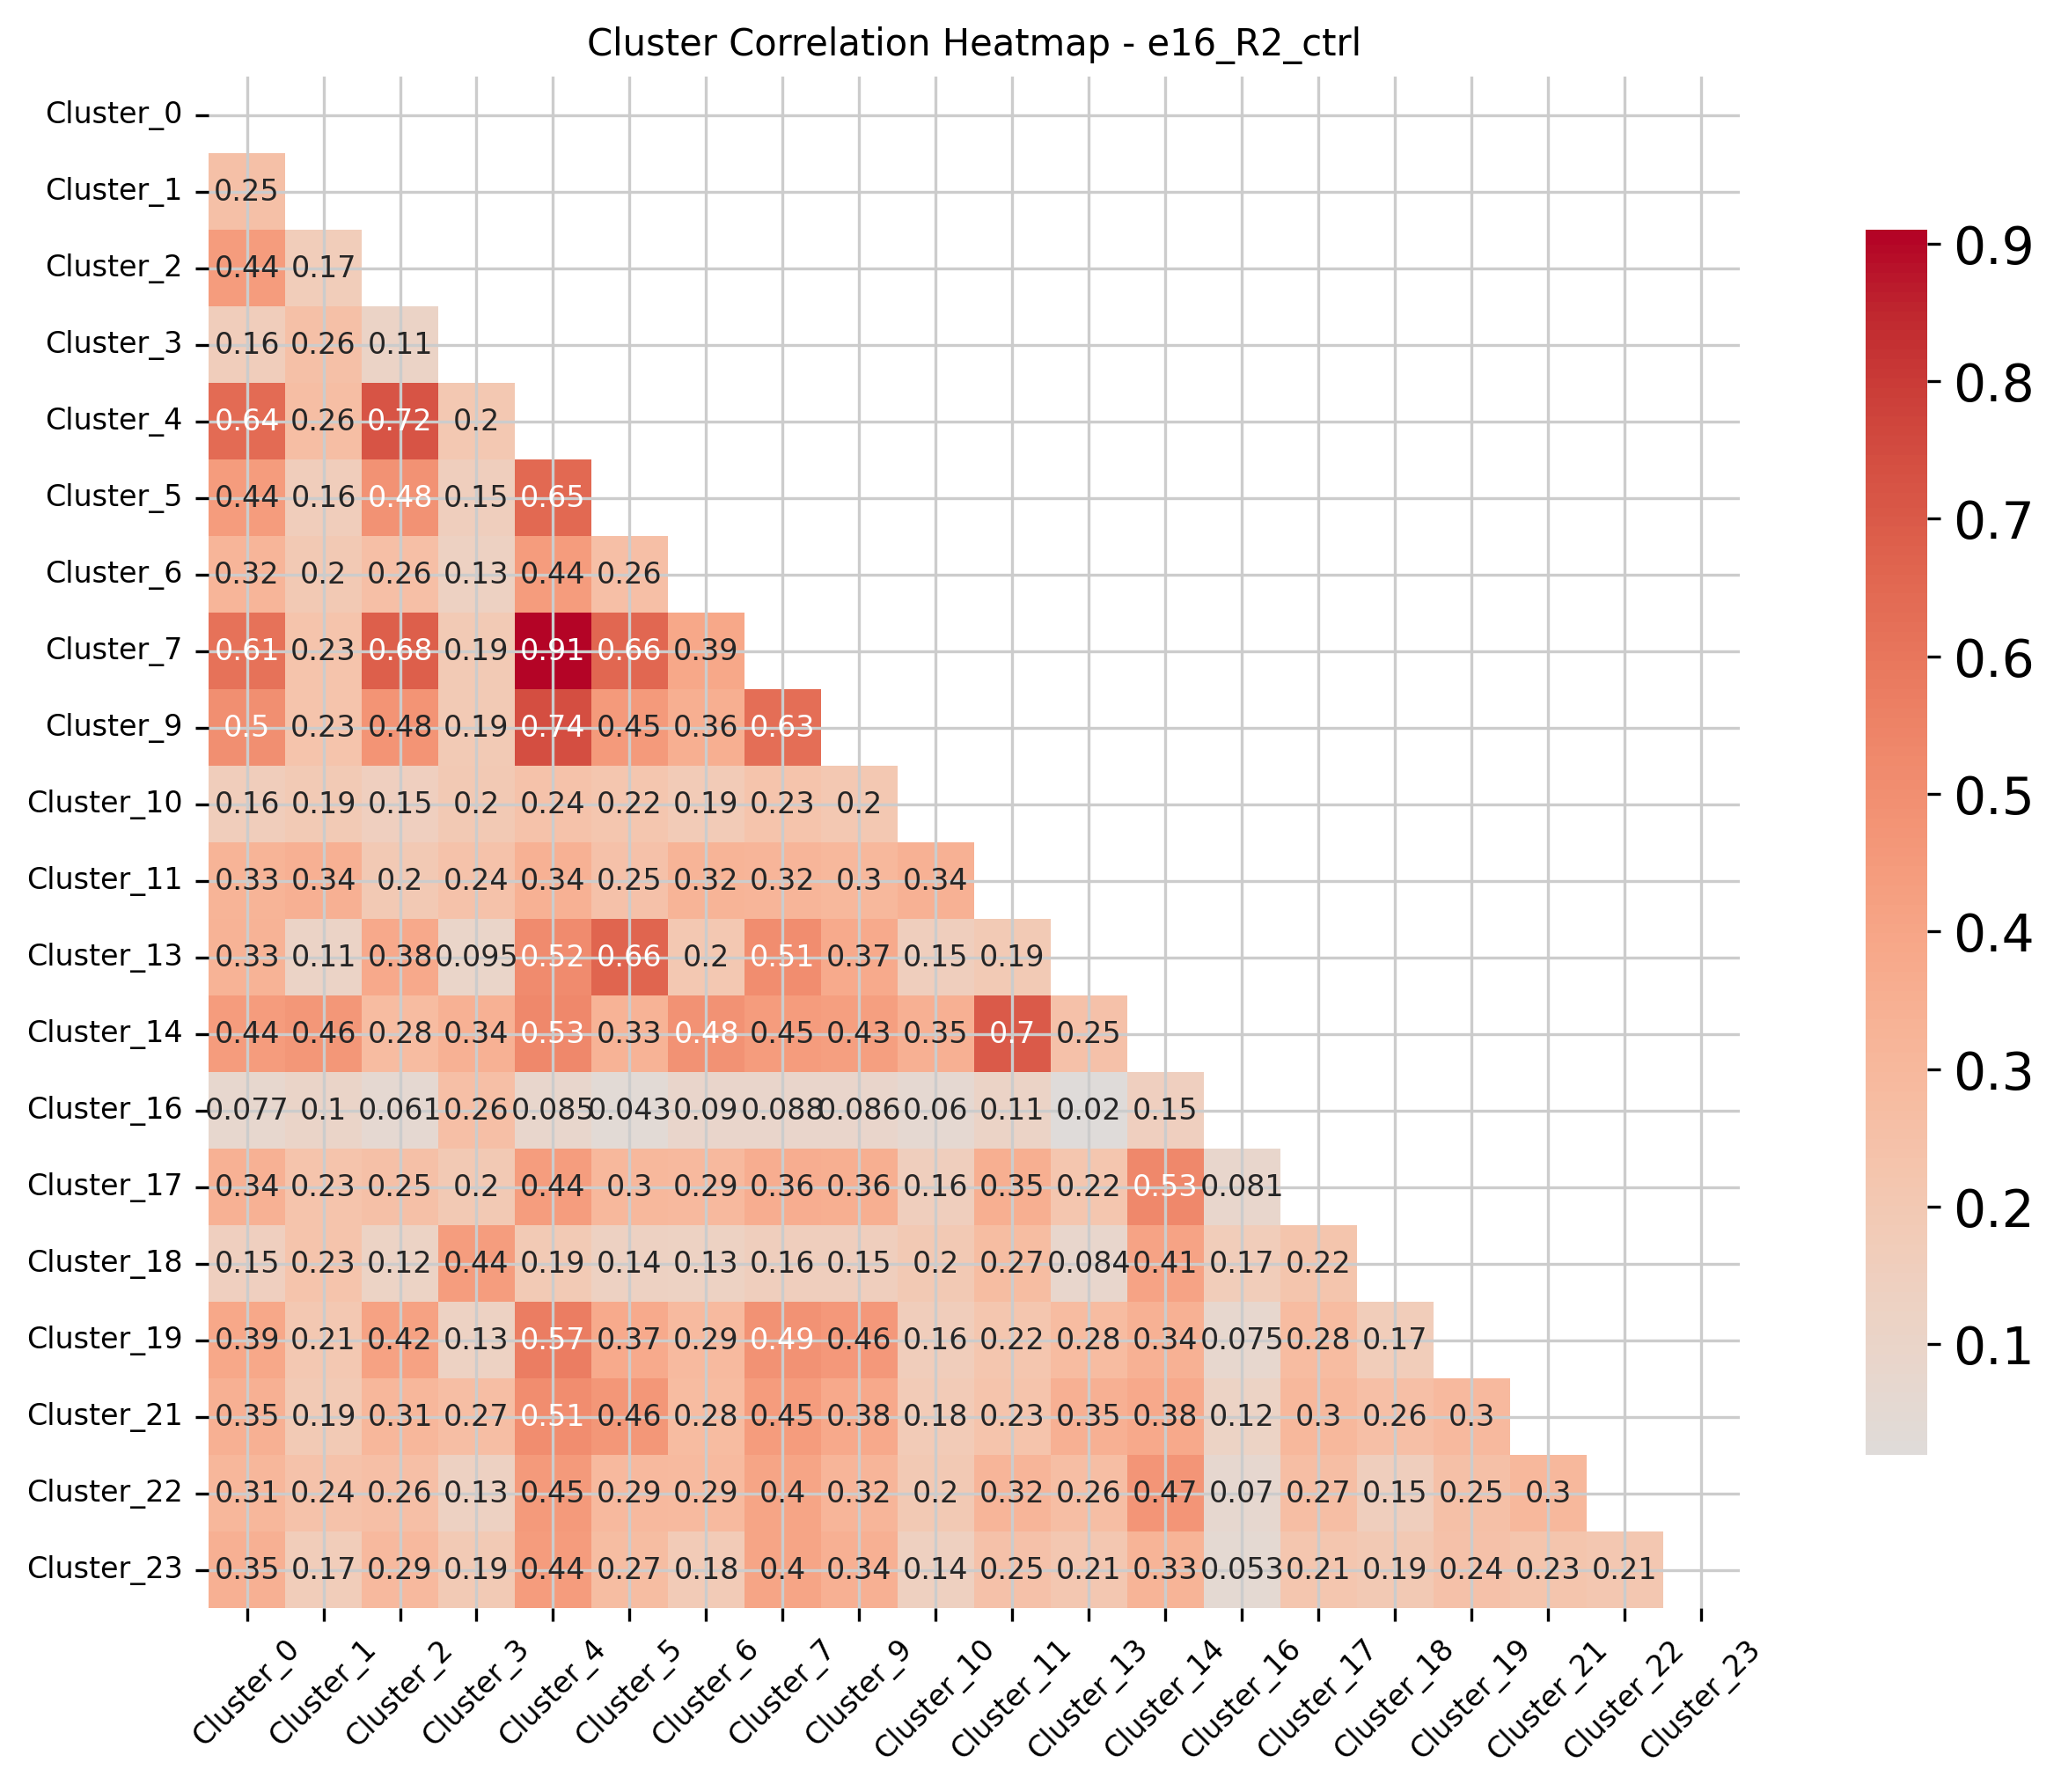 Cluster Correlation Heatmap - e16_R2_ctrl
Cluster_0
Cluster_1 0.25
Cluster_2 0.44 0.17
Cluster_3 0.16 0.26 0.11
Cluster_4 0.64 0.26 0.72 0.2
Cluster_5 0.44 0.16 0.48 0.15 0.65
Cluster_6 0.32 0.2 0.26 0.13 0.44 0.26
Cluster_7 0.61 0.23 0.68 0.19 0.91 0.66 0.39
Cluster_9 0.5 0.23 0.48 0.19 0.74 0.45 0.36 0.63
Cluster_10 0.16 0.19 0.15 0.2 0.24 0.22 0.19 0.23 0.2
Cluster_11 0.33 0.34 0.2 0.24 0.34 0.25 0.32 0.32 0.3 0.34
Cluster_13 0.33 0.11 0.38 0.095 0.52 0.66 0.2 0.51 0.37 0.15 0.19
Cluster_14 0.44 0.46 0.28 0.34 0.53 0.33 0.48 0.45 0.43 0.35 0.7 0.25
Cluster_16 0.077 0.1 0.061 0.26 0.085 0.043 0.09 0.088 0.086 0.06 0.11 0.02 0.15
Cluster_17 0.34 0.23 0.25 0.2 0.44 0.3 0.29 0.36 0.36 0.16 0.35 0.22 0.53 0.081
Cluster_18 0.15 0.23 0.12 0.44 0.19 0.14 0.13 0.16 0.15 0.2 0.27 0.084 0.41 0.17 0.22
Cluster_19 0.39 0.21 0.42 0.13 0.57 0.37 0.29 0.49 0.46 0.16 0.22 0.28 0.34 0.075 0.28 0.17
Cluster_21 0.35 0.19 0.31 0.27 0.51 0.46 0.28 0.45 0.38 0.18 0.23 0.35 0.38 0.12 0.3 0.26 0.3
Cluster_22 0.31 0.24 0.26 0.13 0.45 0.29 0.29 0.4 0.32 0.2 0.32 0.26 0.47 0.07 0.27 0.15 0.25 0.3
Cluster_23 0.35 0.17 0.29 0.19 0.44 0.27 0.18 0.4 0.34 0.14 0.25 0.21 0.33 0.053 0.21 0.19 0.24 0.23 0.21
Cluster_0 Cluster_1 Cluster_2 Cluster_3 Cluster_4 Cluster_5 Cluster_6 Cluster_7 Cluster_9 Cluster_10 Cluster_11 Cluster_13 Cluster_14 Cluster_16 Cluster_17 Cluster_18 Cluster_19 Cluster_21 Cluster_22 Cluster_23
0.9
0.8
0.7
0.6
0.5
0.4
0.3
0.2
0.1